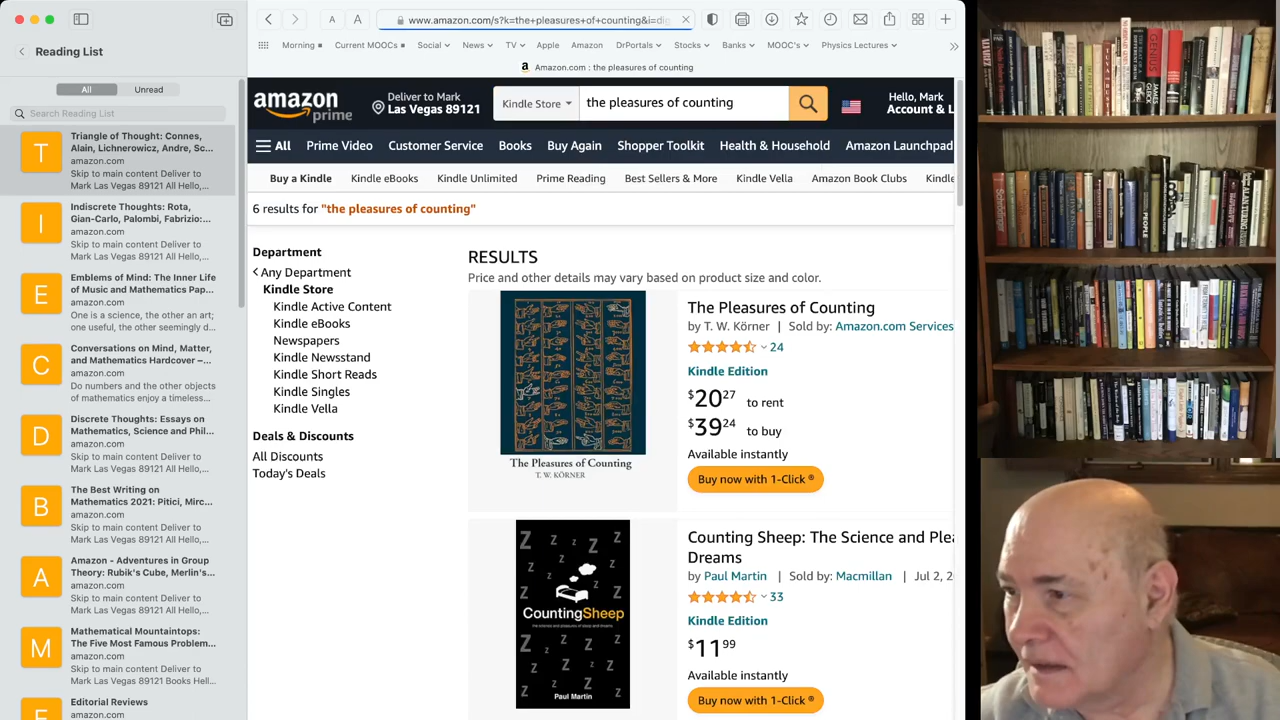 Reading List
All
Unread
Search Reading List
T
Triangle of Thought: Connes,
Alain, Lichnerowicz, Andre, Sc...
amazon.com
Skip to main content Deliver to
Mark Las Vegas 89121 All Hello,...
I
Indiscrete Thoughts: Rota,
Gian-Carlo, Palombi, Fabrizio:...
amazon.com
Skip to main content Deliver to
Mark Las Vegas 89121 All Hello,...
E
Emblems of Mind: The Inner Life
of Music and Mathematics Pap...
amazon.com
One is a science, the other an art;
one useful, the other seemingly d...
C
Conversations on Mind, Matter,
and Mathematics Hardcover –...
amazon.com
Do numbers and the other objects
of mathematics enjoy a timeless...
D
Discrete Thoughts: Essays on
Mathematics, Science and Phil...
amazon.com
Skip to main content Deliver to
Mark Las Vegas 89121 All Hello,...
B
The Best Writing on
Mathematics 2021: Pitici, Mirc...
amazon.com
Skip to main content Deliver to
Mark Las Vegas 89121 All Hello,...
A
Amazon - Adventures in Group
Theory: Rubik's Cube, Merlin's...
amazon.com
Skip to main content Deliver to
Mark Las Vegas 89121 All Hello,...
M
Mathematical Mountaintops:
The Five Most Famous Problem...
amazon.com
Skip to main content Deliver to
Mark Las Vegas 89121 Books Hell...
Editorial Reviews
amazon.com
A A www.amazon.com/s?k=the+pleasures+of+counting&i=dig
Morning Current MOOCs Social News TV Apple Amazon DrPortals Stocks Banks MOOC's Physics Lectures
Amazon.com : the pleasures of counting
amazon prime
Deliver to Mark
Las Vegas 89121
Kindle Store
the pleasures of counting
Hello, Mark
Account & L
All Prime Video Customer Service Books Buy Again Shopper Toolkit Health & Household Amazon Launchpad
Buy a Kindle Kindle eBooks Kindle Unlimited Prime Reading Best Sellers & More Kindle Vella Amazon Book Clubs Kindle
6 results for "the pleasures of counting"
Department
Any Department
Kindle Store
Kindle Active Content
Kindle eBooks
Newspapers
Kindle Newsstand
Kindle Short Reads
Kindle Singles
Kindle Vella
Deals & Discounts
All Discounts
Today's Deals
RESULTS
Price and other details may vary based on product size and color.
The Pleasures of Counting
T. W. KÖRNER
The Pleasures of Counting
by T. W. Körner | Sold by: Amazon.com Services
24
Kindle Edition
$20 27 to rent
$39 24 to buy
Available instantly
Buy now with 1-Click ®
Z Z Z Z Z Z Z
CountingSheep
Paul Martin
Counting Sheep: The Science and Plea
Dreams
by Paul Martin | Sold by: Macmillan | Jul 2, 2
33
Kindle Edition
$11 99
Available instantly
Buy now with 1-Click ®
GENIUS
JAMES GLEICK
PEOPLE
ALAN TURING
Schrödinger